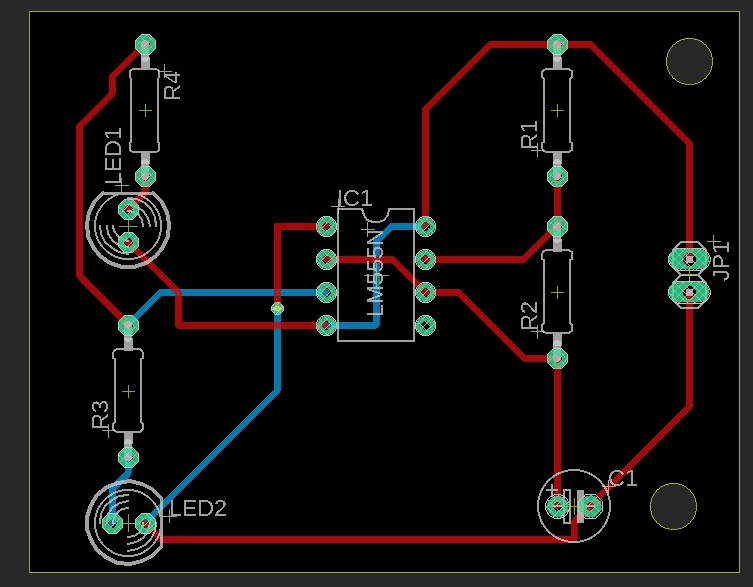 R4
LED1
IC1
LM555N
R1
JP1
R2
R3
LED2
C1